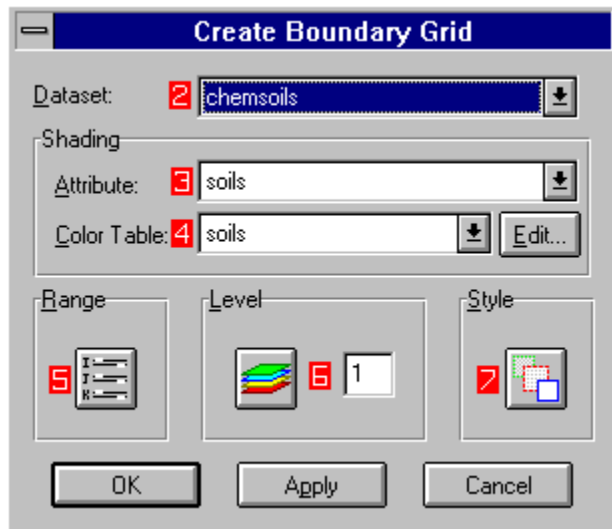 Create Boundary Grid
Dataset: 2 chemsoils
Shading
Attribute: 3 soils
Color Table: 4 soils Edit...
Range Level Style
5 I J K 6 1 7
OK Apply Cancel